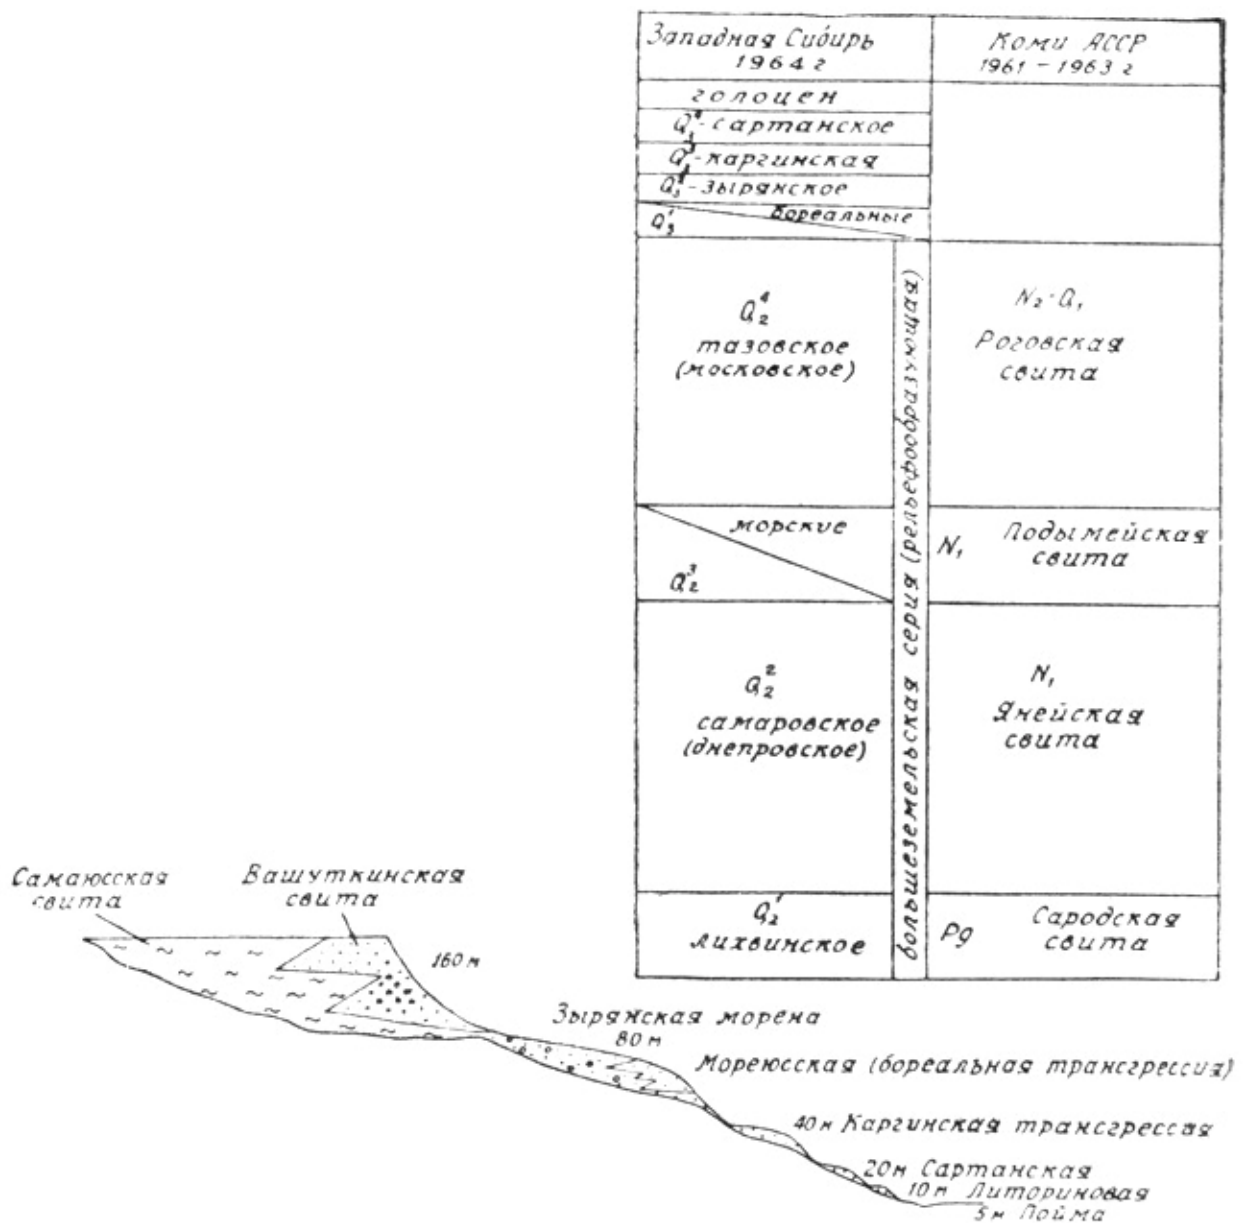 Западная Сибирь
1964 г
Коми АССР
1961 - 1963 г
голоцен
сартанское
каргинская
зырянское
бореальные
Q₃¹
Q₂⁴
тазовское
(московское)
N₂-Q₁
Роговская
свита
морские
Q₂³
N₁ Подымейская
свита
Q₂²
самаровское
(днепровское)
N₁
Янейская
свита
Q₂¹
лихвинское
Pg Сародская
свита
большеземельская серия (рельефообразующая)
Самаюсская
свита
Вашуткинская
свита
160 м
Зырянская морена
80 м
Мореюсская (бореальная трансгрессия)
40 м Каргинская трансгрессия
20 м Сартанская
10 м Литориновая
5 м Пойма